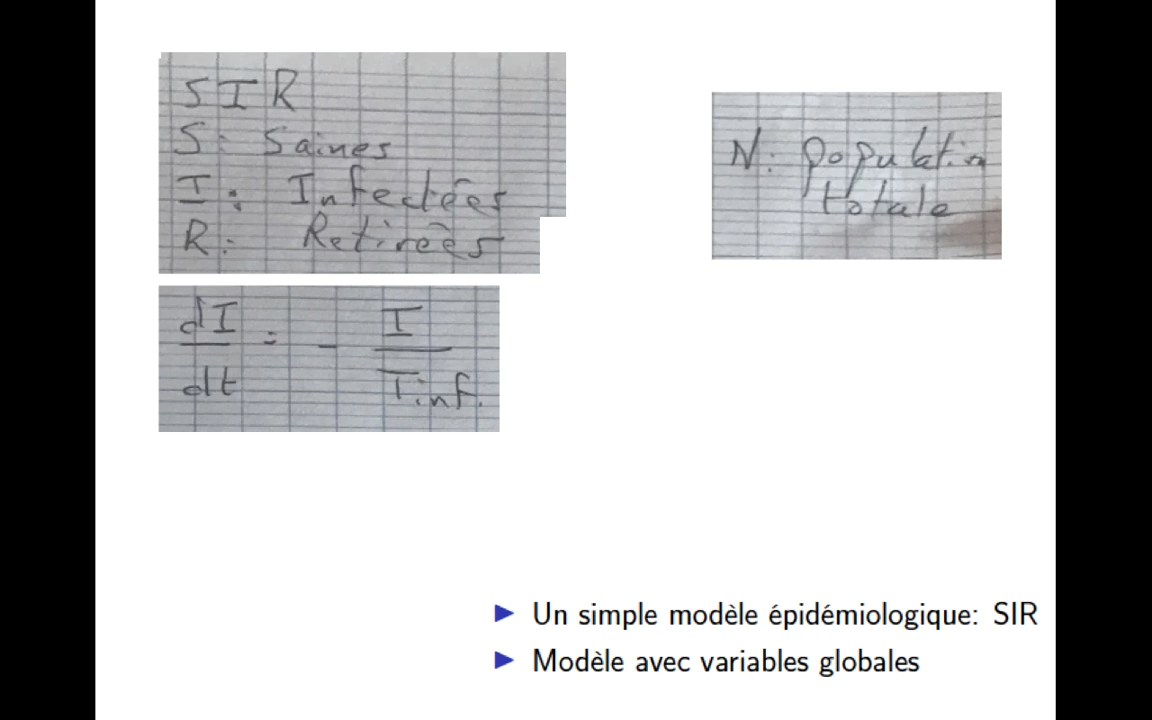 SIR
S: Saines
I: Infectées
R: Retirées
N: population
totale
dI/dt = - I/Tinf.
Un simple modèle épidémiologique: SIR
Modèle avec variables globales